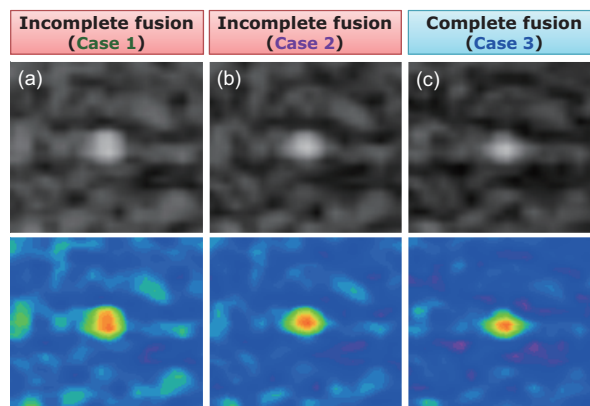 Incomplete fusion
(Case 1)
Incomplete fusion
(Case 2)
Complete fusion
(Case 3)
(a)
(b)
(c)